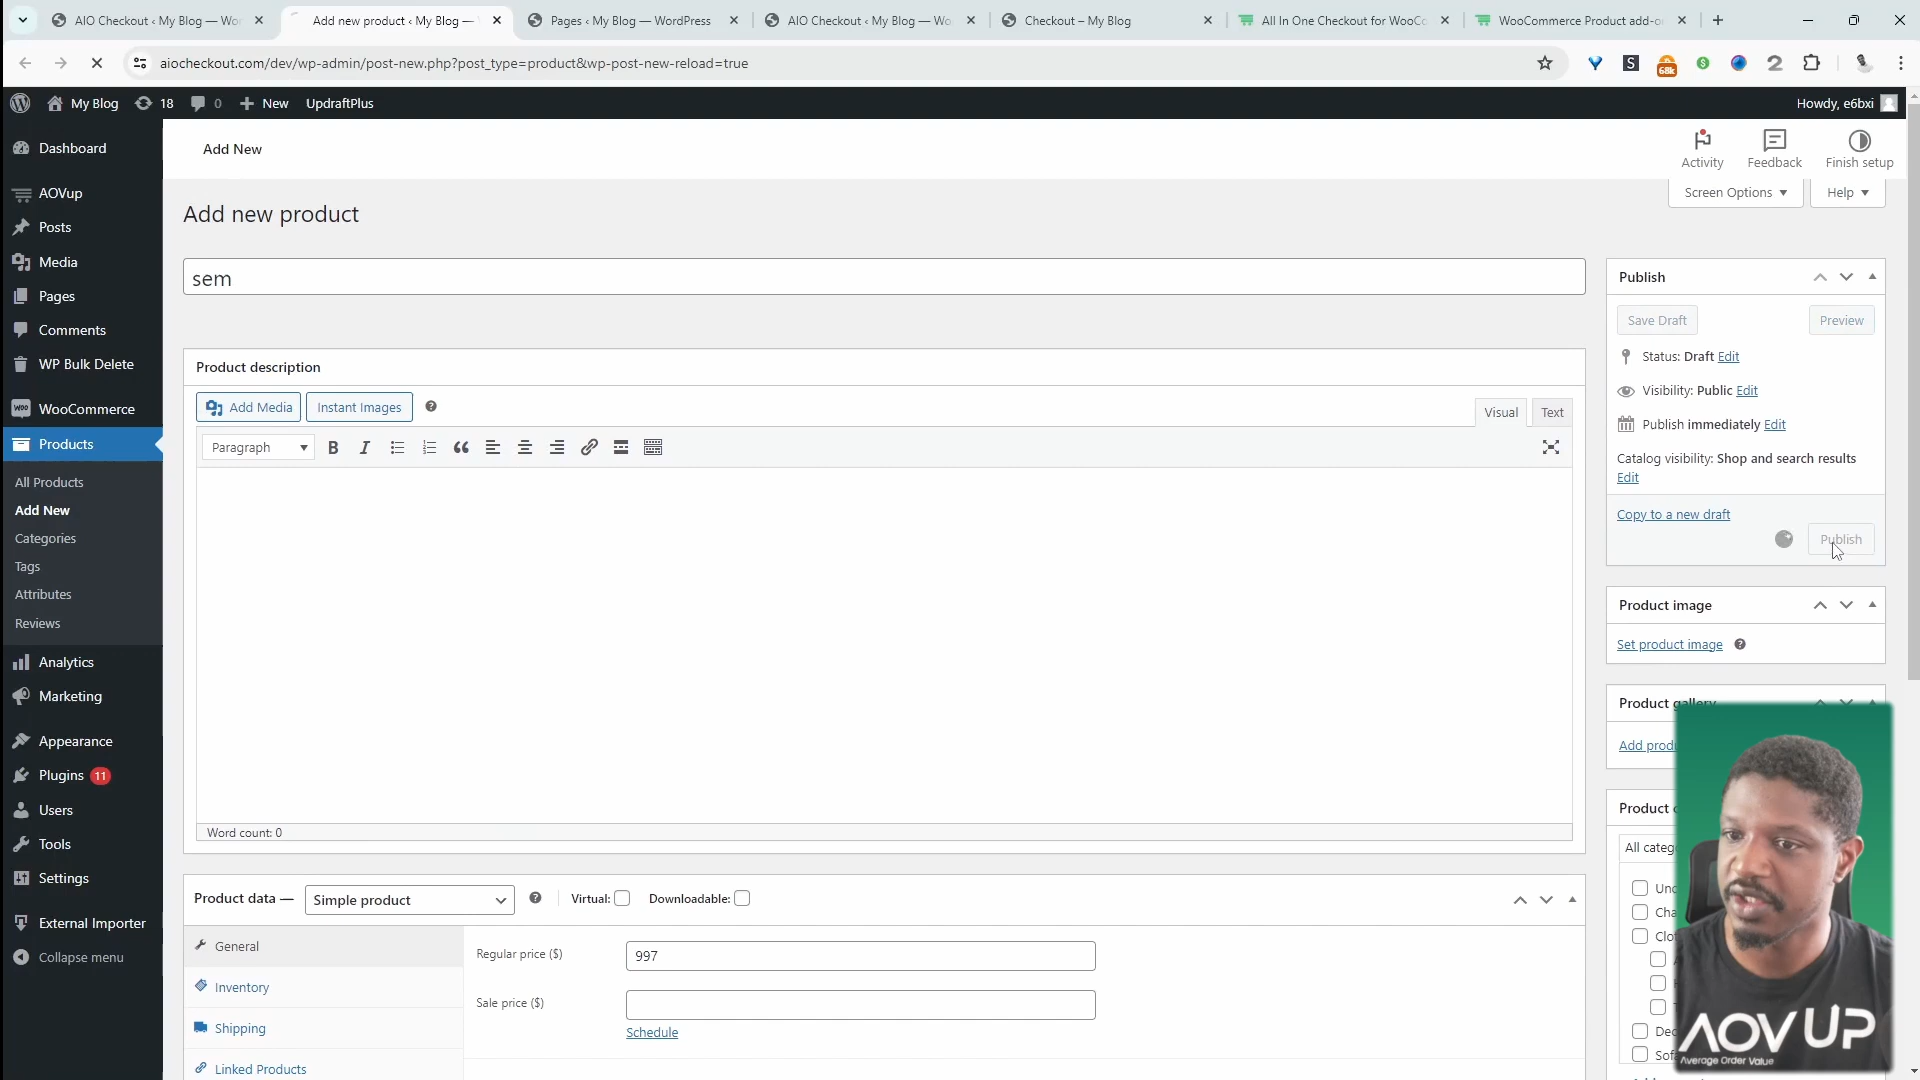 AIO Checkout ‹ My Blog — Wor
Add new product ‹ My Blog —
Pages ‹ My Blog — WordPress
AIO Checkout ‹ My Blog — Wo
Checkout – My Blog
All In One Checkout for WooCo
WooCommerce Product add-o
aiocheckout.com/dev/wp-admin/post-new.php?post_type=product&wp-post-new-reload=true
S
68k
2
My Blog
18
0
New
UpdraftPlus
Howdy, e6bxi
Dashboard
AOVup
Posts
Media
Pages
Comments
WP Bulk Delete
WooCommerce
Products
All Products
Add New
Categories
Tags
Attributes
Reviews
Analytics
Marketing
Appearance
Plugins 11
Users
Tools
Settings
External Importer
Collapse menu
Add New
Activity
Feedback
Finish setup
Screen Options
Help
Add new product
sem
Product description
Add Media
Instant Images
Visual
Text
Paragraph
B
I
Word count: 0
Product data —
Simple product
Virtual:
Downloadable:
General
Inventory
Shipping
Linked Products
Regular price ($)
997
Sale price ($)
Schedule
Publish
Save Draft
Preview
Status: Draft Edit
Visibility: Public Edit
Publish immediately Edit
Catalog visibility: Shop and search results
Edit
Copy to a new draft
Publish
Product image
Set product image
Product gallery
Add produ
Product c
All categ
Unc
Cha
Clot
Dec
Sofa
AOVUP
Average Order Value